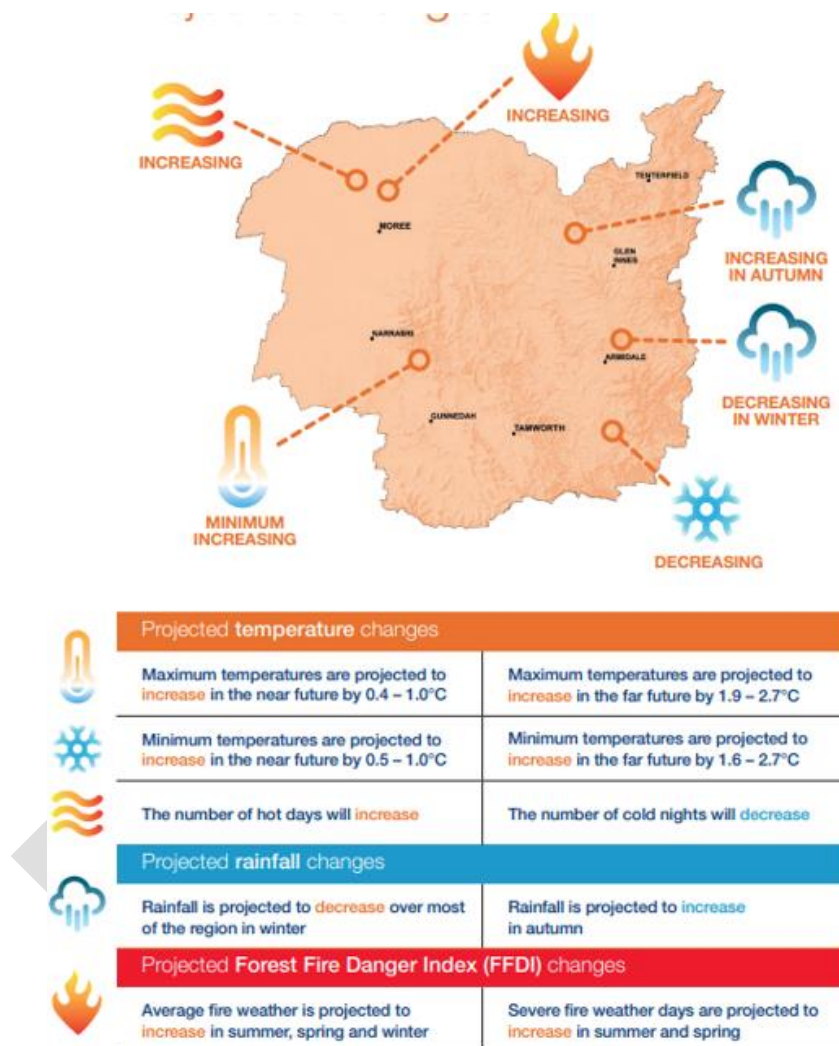 INCREASING
INCREASING
TENTERFIELD
MOREE
GLEN
INNES
INCREASING
IN AUTUMN
NARRABRI
ARMIDALE
DECREASING
IN WINTER
GUNNEDAH
TAMWORTH
MINIMUM
INCREASING
DECREASING
Projected temperature changes
Maximum temperatures are projected to
increase in the near future by 0.4 – 1.0°C
Maximum temperatures are projected to
increase in the far future by 1.9 – 2.7°C
Minimum temperatures are projected to
increase in the near future by 0.5 – 1.0°C
Minimum temperatures are projected to
increase in the far future by 1.6 – 2.7°C
The number of hot days will increase
The number of cold nights will decrease
Projected rainfall changes
Rainfall is projected to decrease over most
of the region in winter
Rainfall is projected to increase
in autumn
Projected Forest Fire Danger Index (FFDI) changes
Average fire weather is projected to
increase in summer, spring and winter
Severe fire weather days are projected to
increase in summer and spring